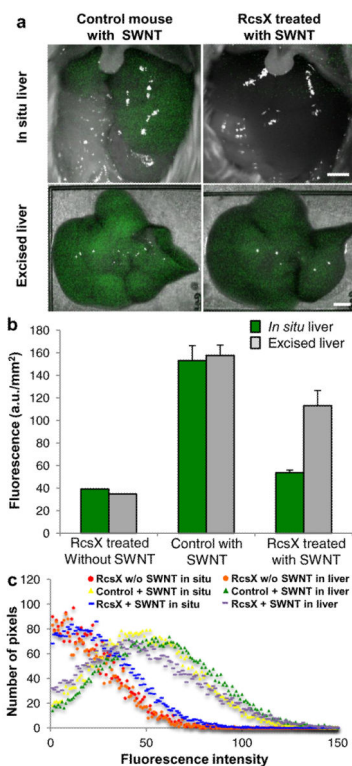 a
Control mouse
with SWNT
RcsX treated
with SWNT
In situ liver
Excised liver
b
Fluorescence (a.u./mm²)
180
160
140
120
100
80
60
40
20
0
In situ liver
Excised liver
RcsX treated
Without SWNT
Control with
SWNT
RcsX treated
with SWNT
c
RcsX w/o SWNT in situ
RcsX w/o SWNT in liver
Control + SWNT in situ
Control + SWNT in liver
RcsX + SWNT in situ
RcsX + SWNT in liver
Number of pixels
120
100
80
60
40
20
0
0
50
100
150
Fluorescence intensity